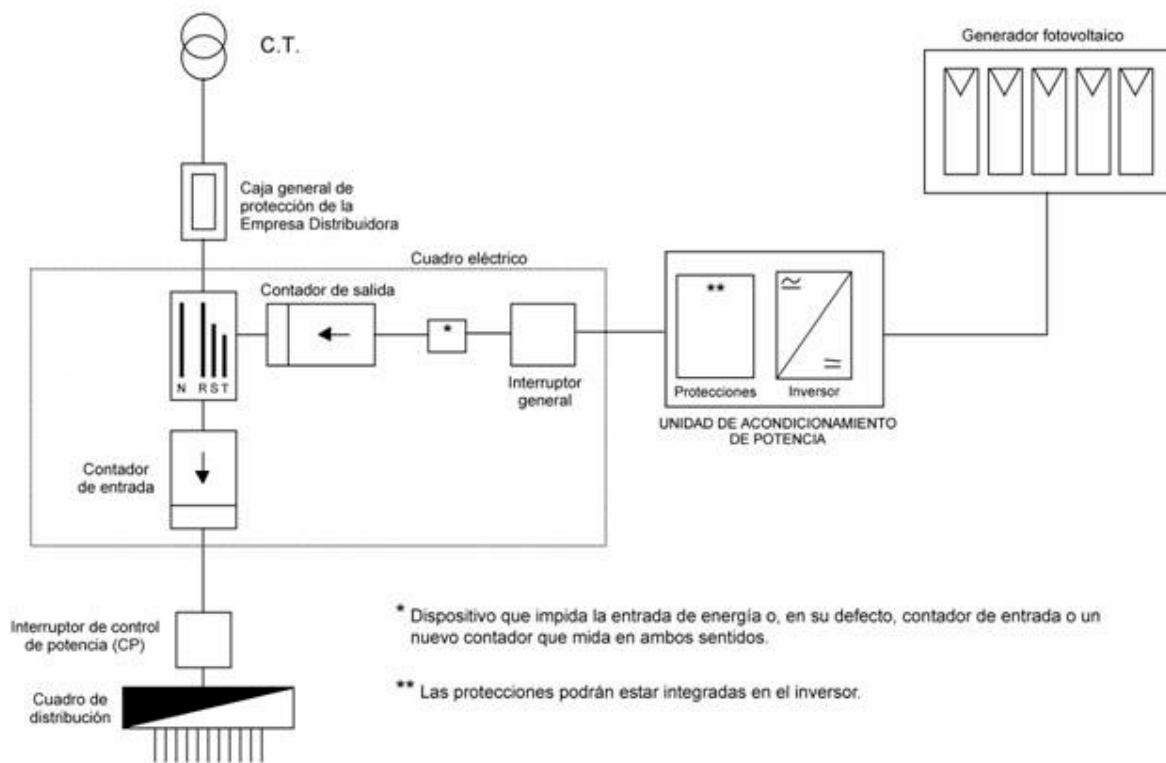 C.T.
Generador fotovoltaico
Caja general de
protección de la
Empresa Distribuidora
Cuadro eléctrico
Contador de salida
*
**
N R S T
Interruptor
general
Protecciones
Inversor
UNIDAD DE ACONDICIONAMIENTO
DE POTENCIA
Contador
de entrada
Interruptor de control
de potencia (CP)
* Dispositivo que impida la entrada de energía o, en su defecto, contador de entrada o un
nuevo contador que mida en ambos sentidos.
Cuadro de
distribución
** Las protecciones podrán estar integradas en el inversor.